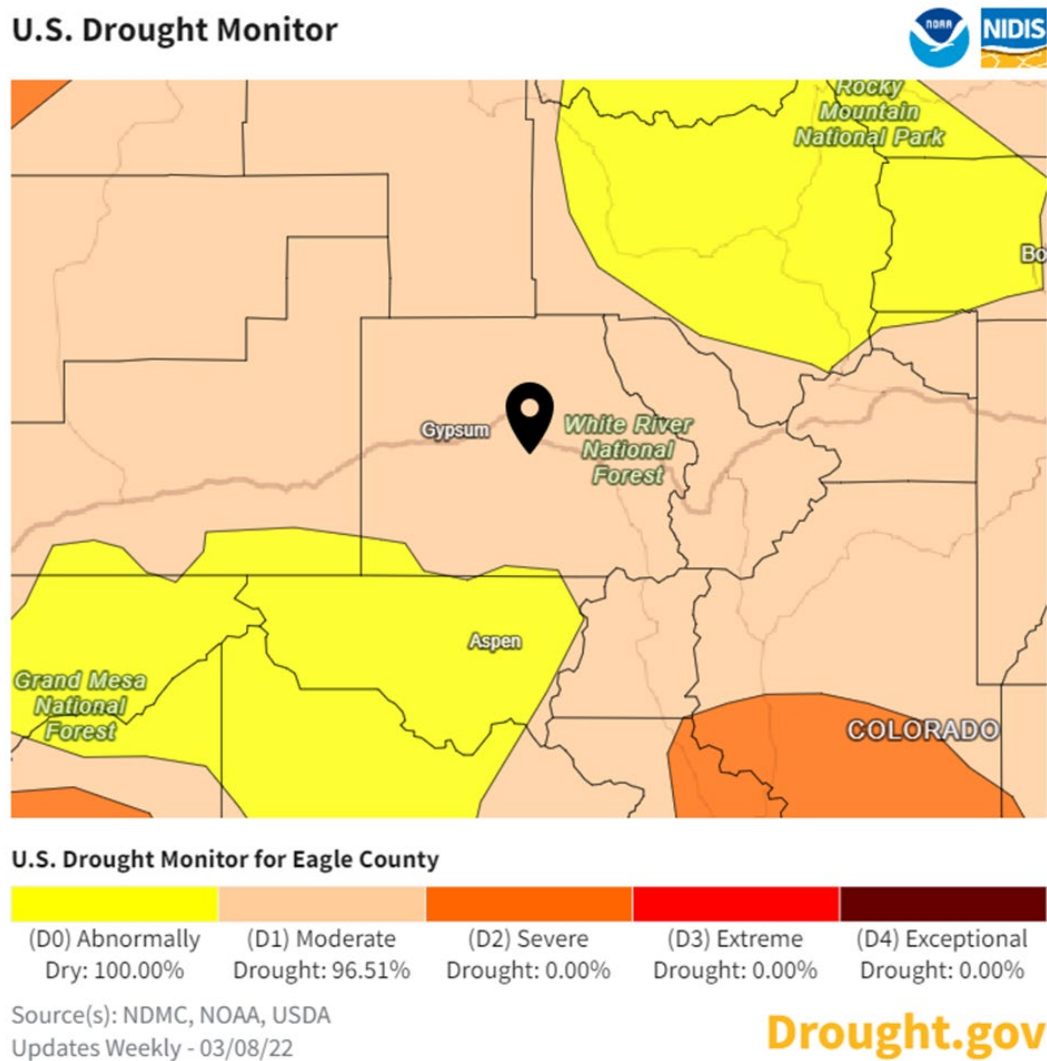 U.S. Drought Monitor
NOAA
NIDIS
Rocky
Mountain
National Park
Bo
Gypsum
White River
National
Forest
Aspen
Grand Mesa
National
Forest
COLORADO
U.S. Drought Monitor for Eagle County
(D0) Abnormally
Dry: 100.00%
(D1) Moderate
Drought: 96.51%
(D2) Severe
Drought: 0.00%
(D3) Extreme
Drought: 0.00%
(D4) Exceptional
Drought: 0.00%
Source(s): NDMC, NOAA, USDA
Updates Weekly - 03/08/22
Drought.gov